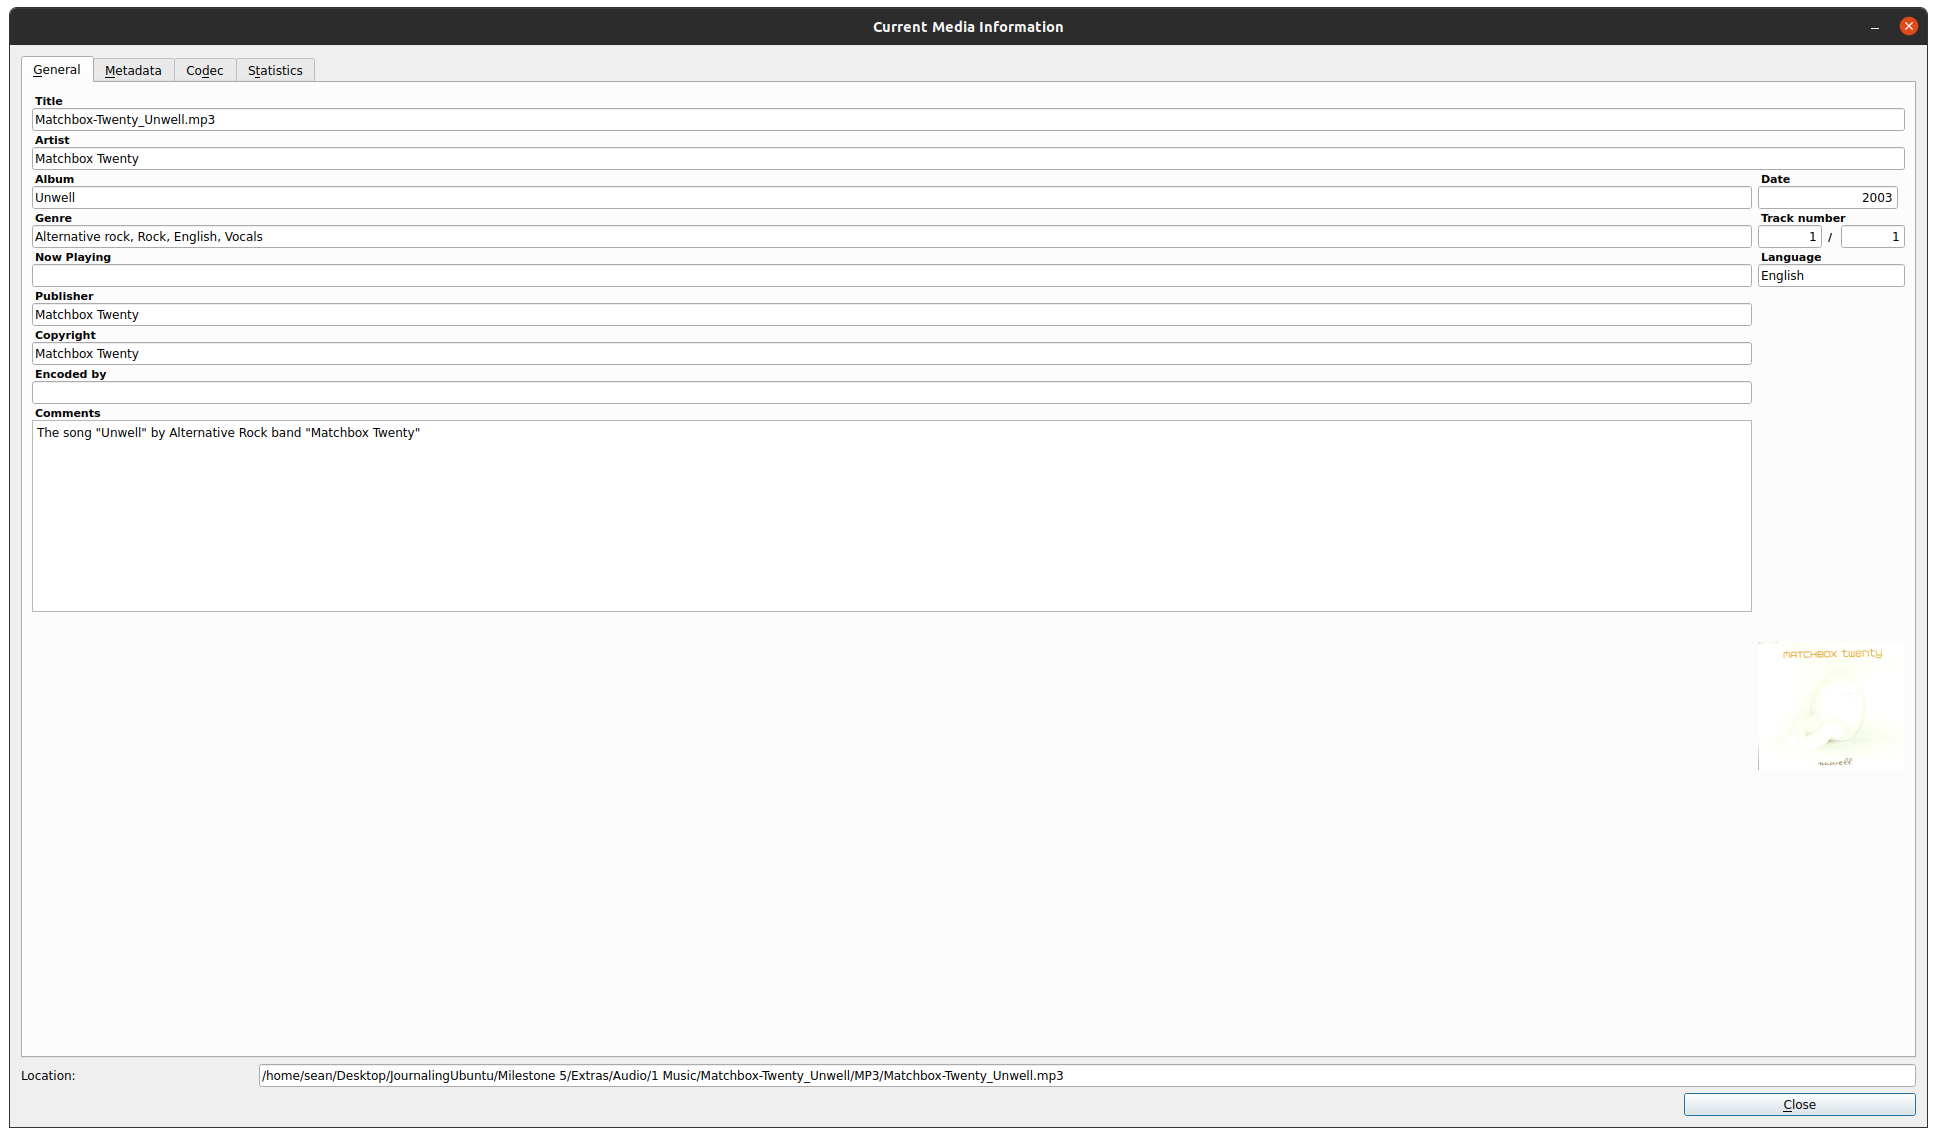 Current Media Information
General Metadata Codec Statistics
Title
Matchbox-Twenty_Unwell.mp3
Artist
Matchbox Twenty
Album Date
Unwell 2003
Genre Track number
Alternative rock, Rock, English, Vocals 1 / 1
Now Playing Language
English
Publisher
Matchbox Twenty
Copyright
Matchbox Twenty
Encoded by
Comments
The song "Unwell" by Alternative Rock band "Matchbox Twenty"
MATCHBOX twenty
unwell
Location: /home/sean/Desktop/JournalingUbuntu/Milestone 5/Extras/Audio/1 Music/Matchbox-Twenty_Unwell/MP3/Matchbox-Twenty_Unwell.mp3
Close